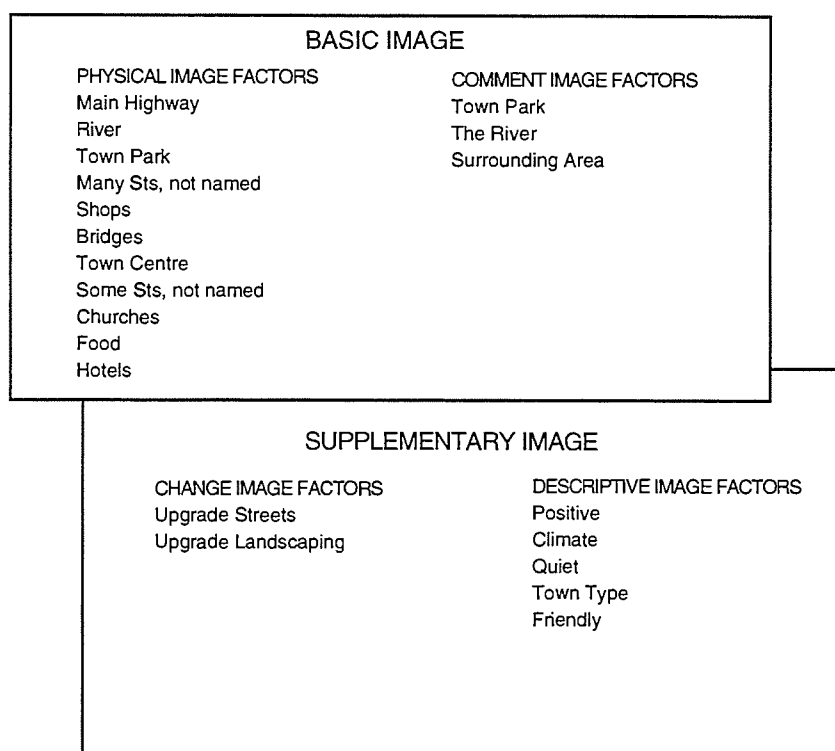 BASIC IMAGE
PHYSICAL IMAGE FACTORS
Main Highway
River
Town Park
Many Sts, not named
Shops
Bridges
Town Centre
Some Sts, not named
Churches
Food
Hotels
COMMENT IMAGE FACTORS
Town Park
The River
Surrounding Area
SUPPLEMENTARY IMAGE
CHANGE IMAGE FACTORS
Upgrade Streets
Upgrade Landscaping
DESCRIPTIVE IMAGE FACTORS
Positive
Climate
Quiet
Town Type
Friendly